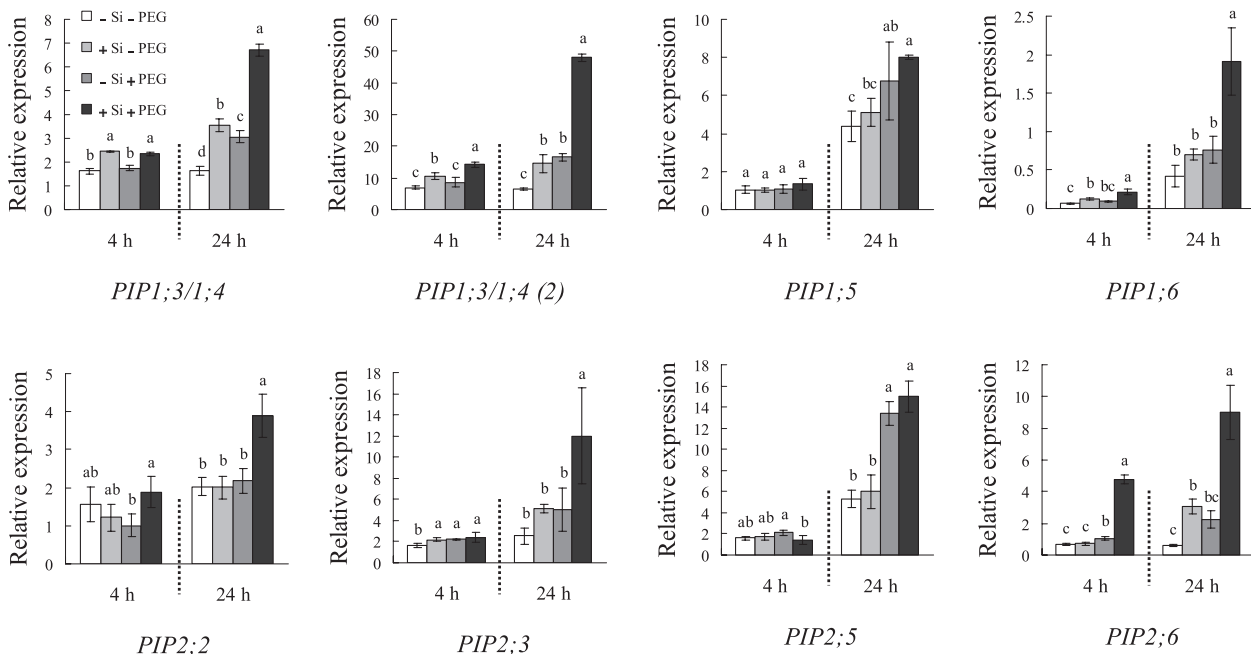 Relative expression
8
7
6
5
4
3
2
1
0
– Si – PEG
+ Si – PEG
– Si + PEG
+ Si + PEG
b a b a
d b c a
4 h 24 h
PIP1;3/1;4
Relative expression
60
50
40
30
20
10
0
c b c a
c b b a
4 h 24 h
PIP1;3/1;4 (2)
Relative expression
10
8
6
4
2
0
a a a a
c bc ab a
4 h 24 h
PIP1;5
Relative expression
2.5
2
1.5
1
0.5
0
c b bc a
c b b a
4 h 24 h
PIP1;6
Relative expression
5
4
3
2
1
0
ab ab b a
b b b a
4 h 24 h
PIP2;2
Relative expression
18
16
14
12
10
8
6
4
2
0
b a a a
b b b a
4 h 24 h
PIP2;3
Relative expression
18
16
14
12
10
8
6
4
2
0
ab ab a b
b b a a
4 h 24 h
PIP2;5
Relative expression
12
10
8
6
4
2
0
c c b a
c b bc a
4 h 24 h
PIP2;6